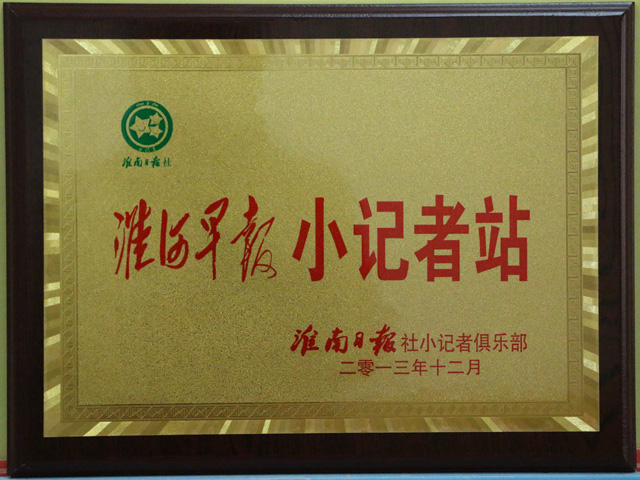 淮南日报社
淮河早报 小记者站
淮南日报社小记者俱乐部
二零一三年十二月